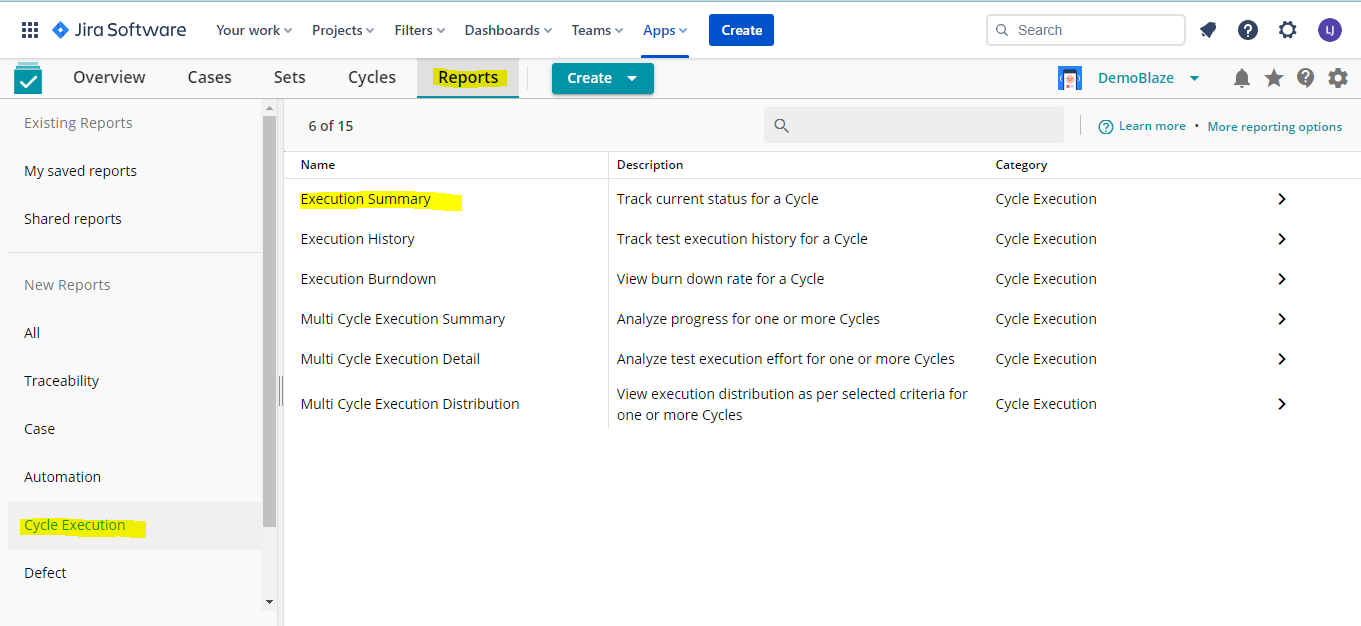 Jira Software Your work Projects Filters Dashboards Teams Apps Create Search LJ
Overview Cases Sets Cycles Reports Create DemoBlaze
Existing Reports
My saved reports
Shared reports
New Reports
All
Traceability
Case
Automation
Cycle Execution
Defect
6 of 15 Learn more • More reporting options
Name Description Category
Execution Summary Track current status for a Cycle Cycle Execution
Execution History Track test execution history for a Cycle Cycle Execution
Execution Burndown View burn down rate for a Cycle Cycle Execution
Multi Cycle Execution Summary Analyze progress for one or more Cycles Cycle Execution
Multi Cycle Execution Detail Analyze test execution effort for one or more Cycles Cycle Execution
Multi Cycle Execution Distribution View execution distribution as per selected criteria for
one or more Cycles Cycle Execution